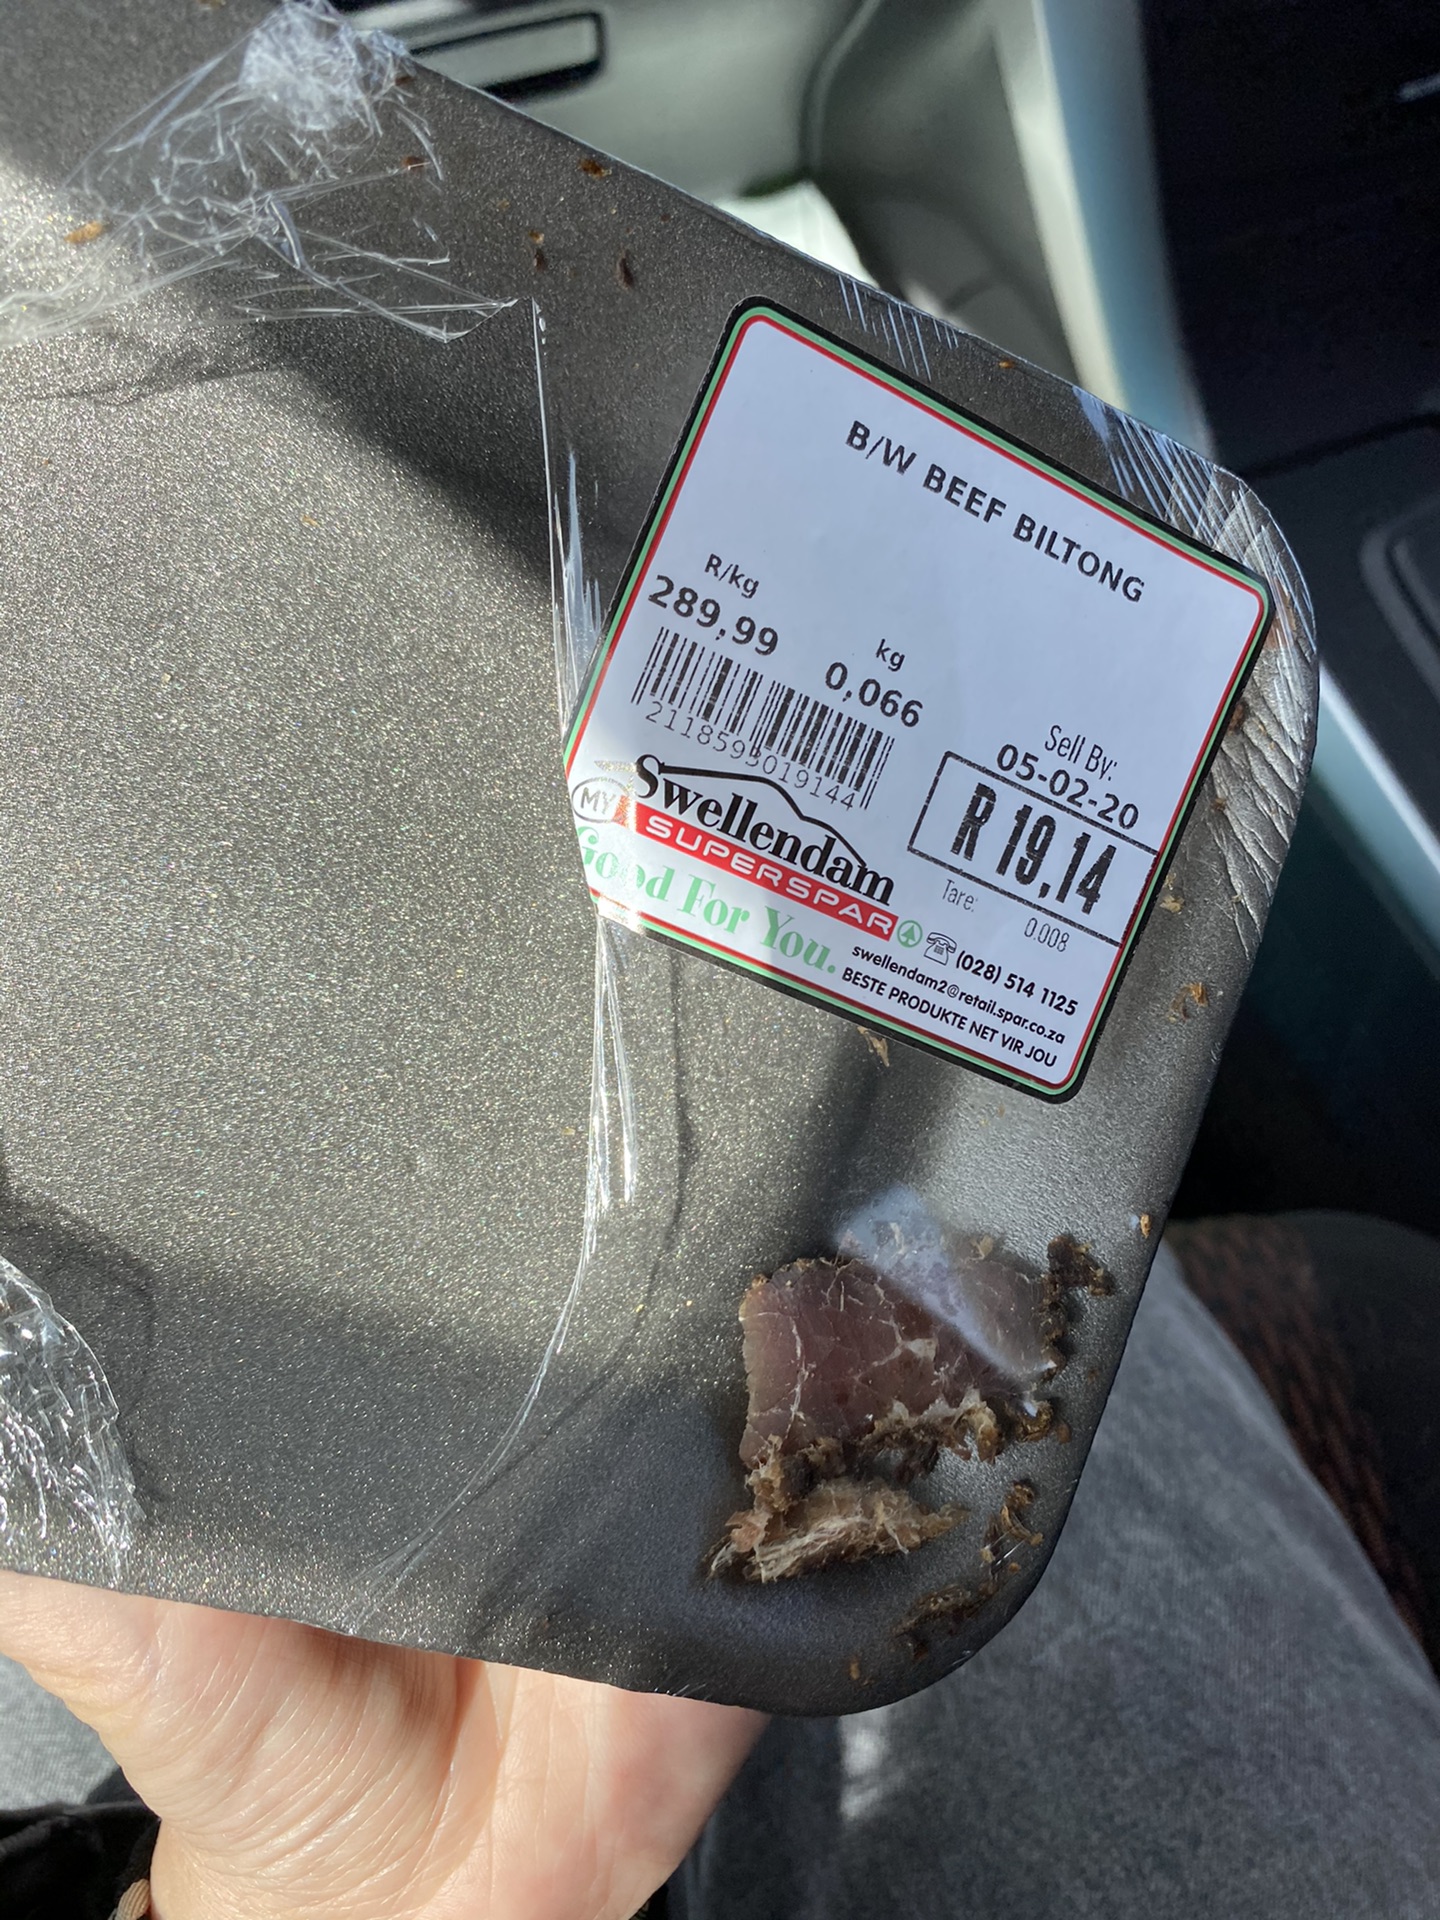 B/W BEEF BILTONG
R/kg
289,99
kg
0,066
2118593019144
Sell By:
05-02-20
R 19,14
Tare: 0.008
MY Swellendam
SUPERSPAR
Good For You.
(028) 514 1125
swellendam2@retail.spar.co.za
BESTE PRODUKTE NET VIR JOU